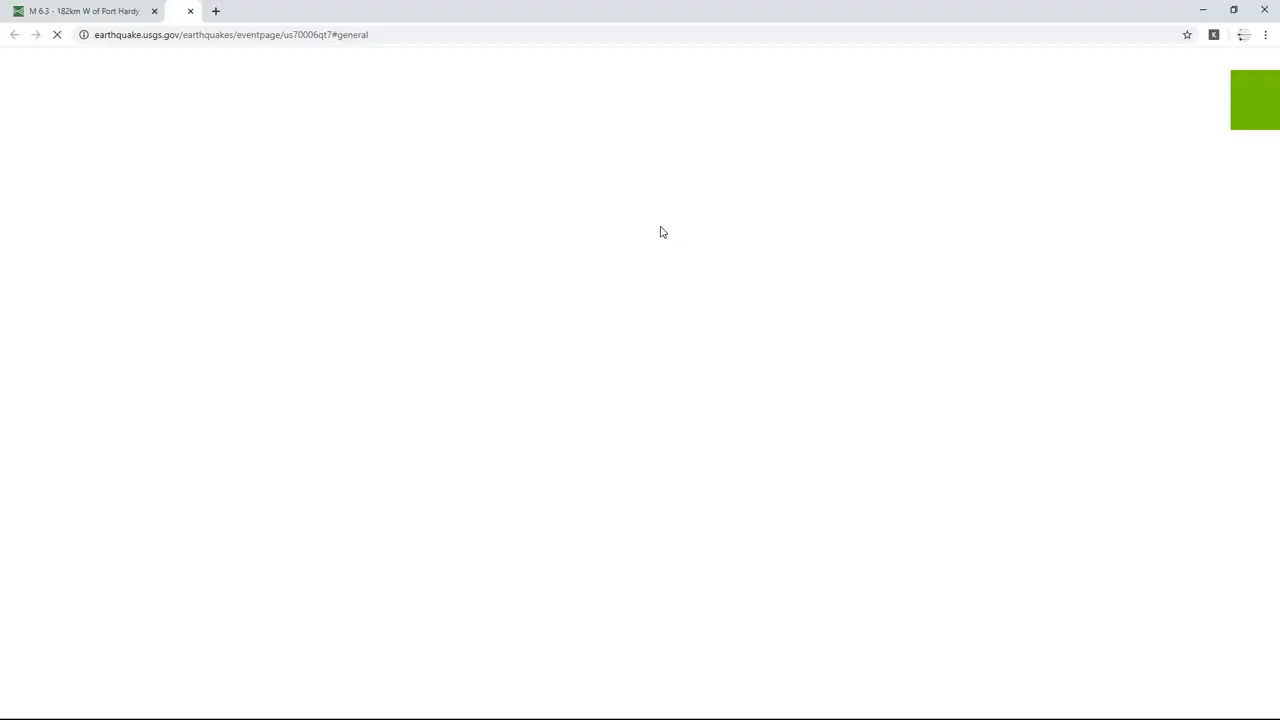 M 6.3 - 182km W of Port Hardy
earthquake.usgs.gov/earthquakes/eventpage/us70006qt7#general
K